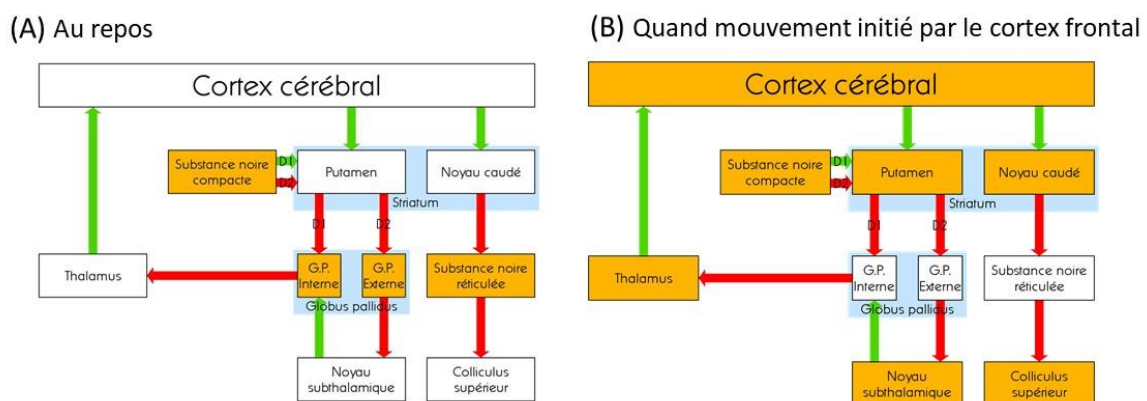 (A) Au repos
Cortex cérébral
Substance noire
compacte
D1
D2
Putamen
Noyau caudé
Striatum
D1
D2
Thalamus
G.P.
Interne
G.P.
Externe
Substance noire
réticulée
Globus pallidus
Noyau
subthalamique
Colliculus
supérieur
(B) Quand mouvement initié par le cortex frontal
Cortex cérébral
Substance noire
compacte
D1
D2
Putamen
Noyau caudé
Striatum
D1
D2
Thalamus
G.P.
Interne
G.P.
Externe
Substance noire
réticulée
Globus pallidus
Noyau
subthalamique
Colliculus
supérieur